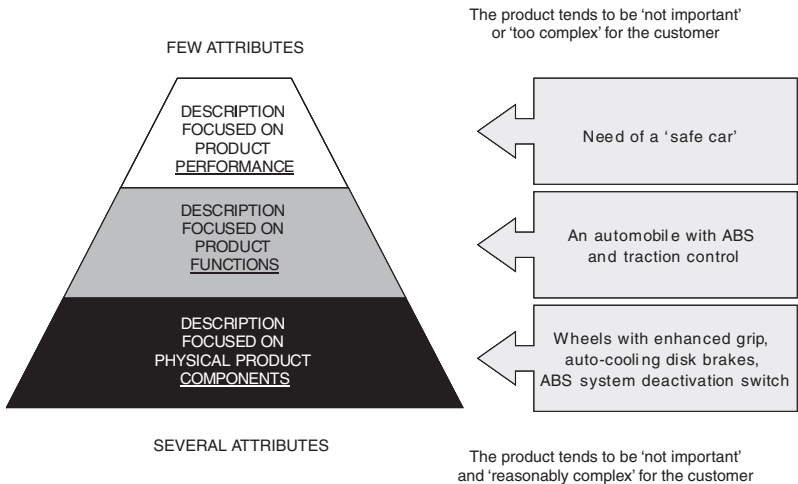 The product tends to be ‘not important’
or ‘too complex’ for the customer
FEW ATTRIBUTES
DESCRIPTION
FOCUSED ON
PRODUCT
PERFORMANCE
Need of a ‘safe car’
DESCRIPTION
FOCUSED ON
PRODUCT
FUNCTIONS
An automobile with ABS
and traction control
DESCRIPTION
FOCUSED ON
PHYSICAL PRODUCT
COMPONENTS
Wheels with enhanced grip,
auto-cooling disk brakes,
ABS system deactivation switch
SEVERAL ATTRIBUTES
The product tends to be ‘not important’
and ‘reasonably complex’ for the customer